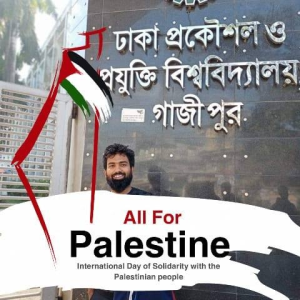 ঢাকা প্রকৌশল ও
প্রযুক্তি বিশ্ববিদ্যালয়,
গাজীপুর
All For
Palestine
International Day of Solidarity with the
Palestinian people